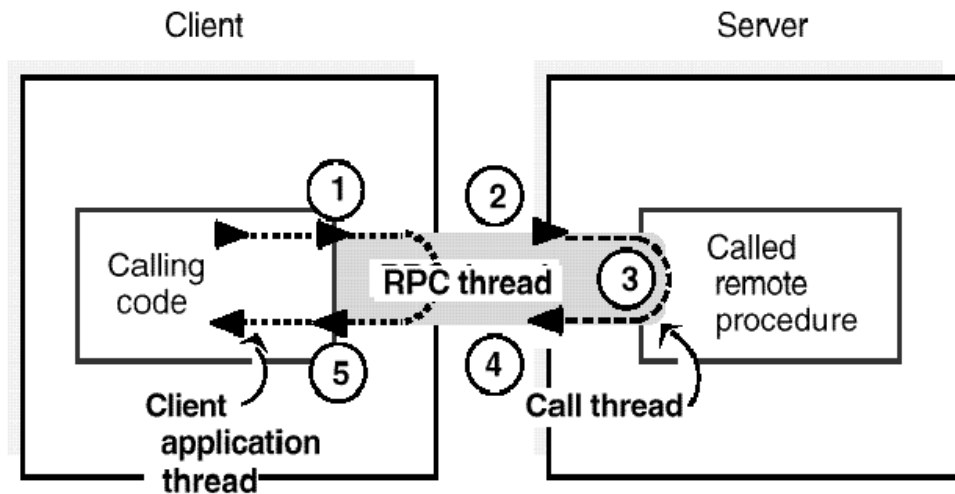 Client
Server
1
2
Calling
code
RPC thread
3
Called
remote
procedure
5
4
Client
application
thread
Call thread